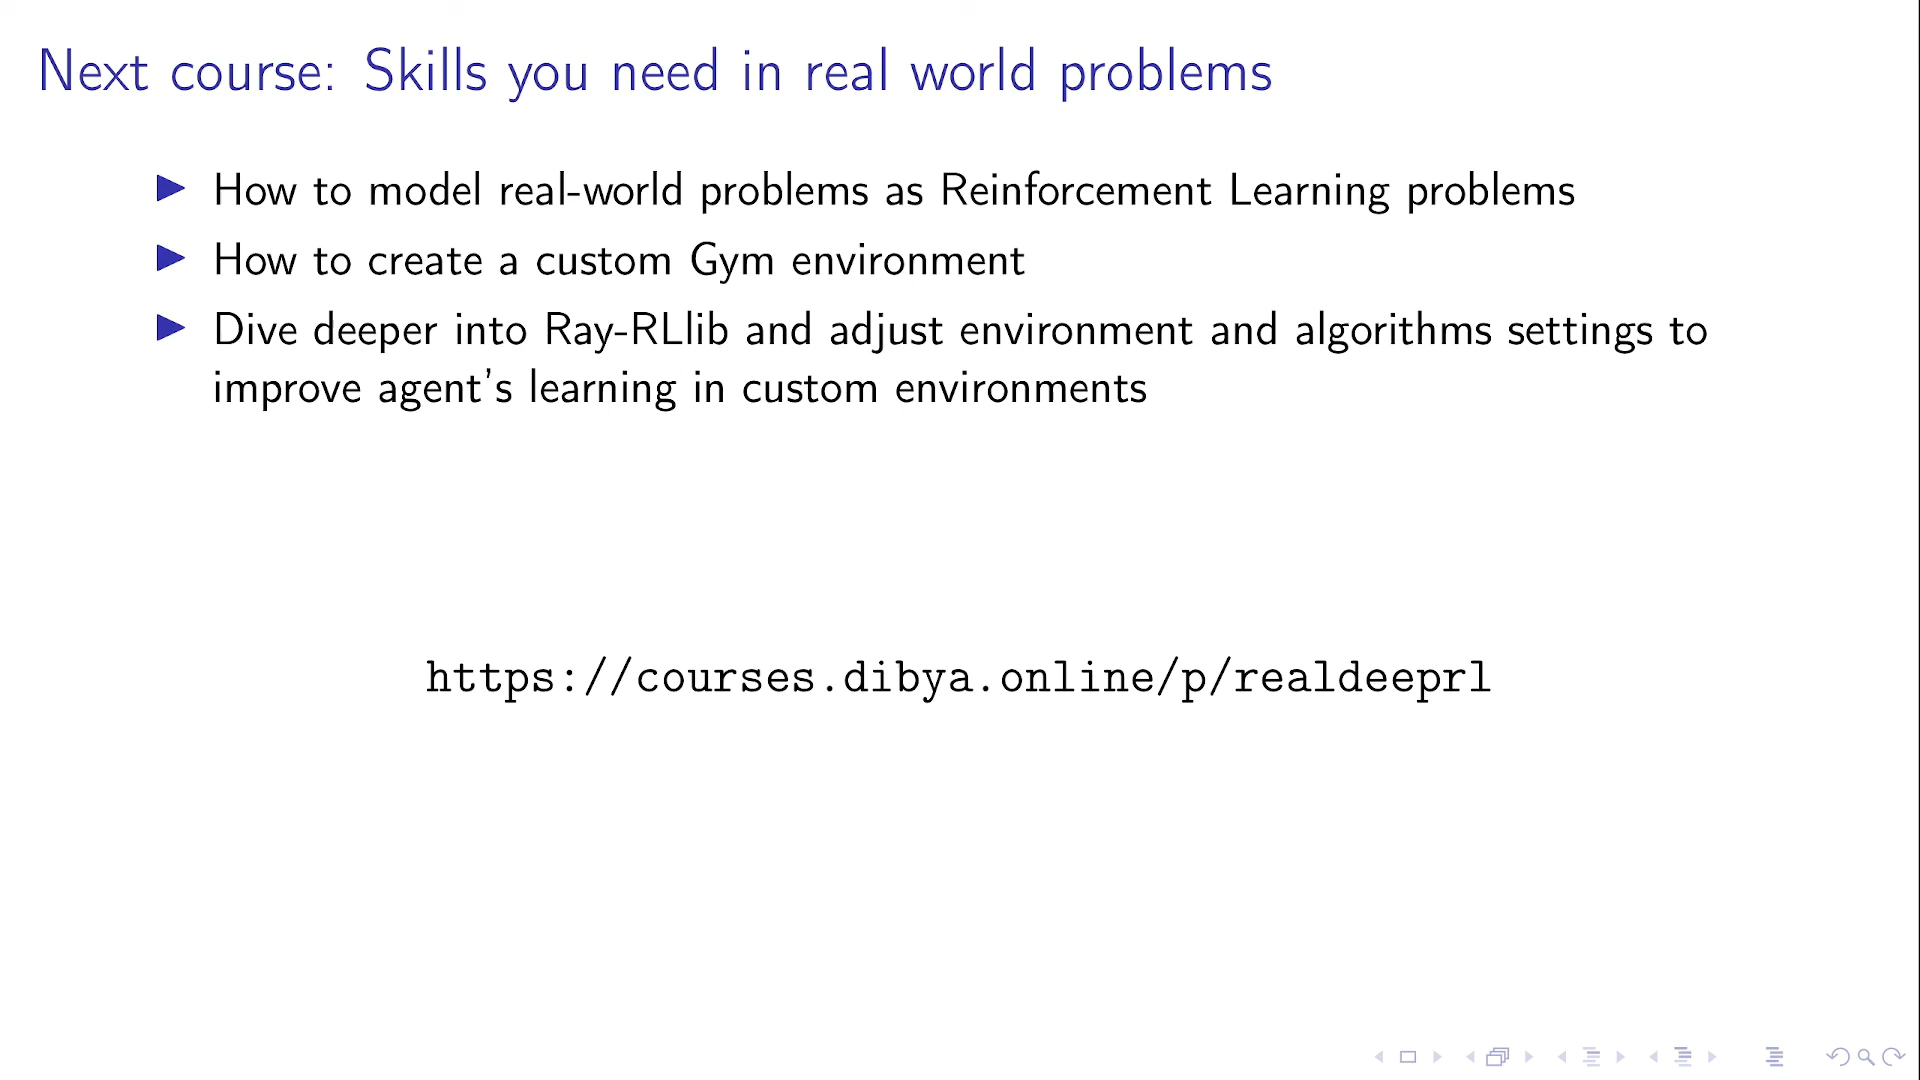 Next course: Skills you need in real world problems
How to model real-world problems as Reinforcement Learning problems
How to create a custom Gym environment
Dive deeper into Ray-RLlib and adjust environment and algorithms settings to
improve agent's learning in custom environments
https://courses.dibya.online/p/realdeeprl